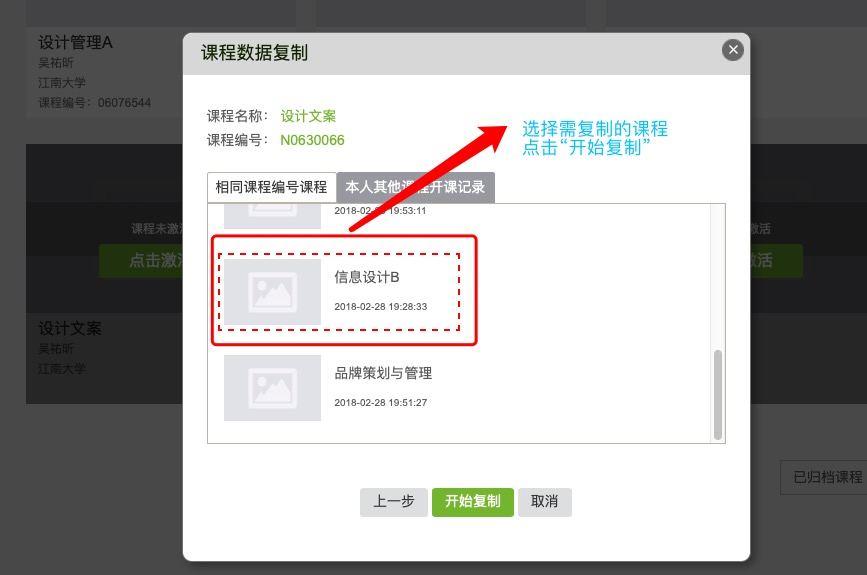 设计管理A
吴祐昕
江南大学
课程编号：06076544
课程数据复制
课程名称： 设计文案
课程编号： N0630066
选择需复制的课程
点击“开始复制”
相同课程编号课程
本人其他课程开课记录
19:53:11
信息设计B
2018-02-28 19:28:33
品牌策划与管理
2018-02-28 19:51:27
上一步
开始复制
取消
课程未激
点击激
激活
激活
设计文案
吴祐昕
江南大学
已归档课程